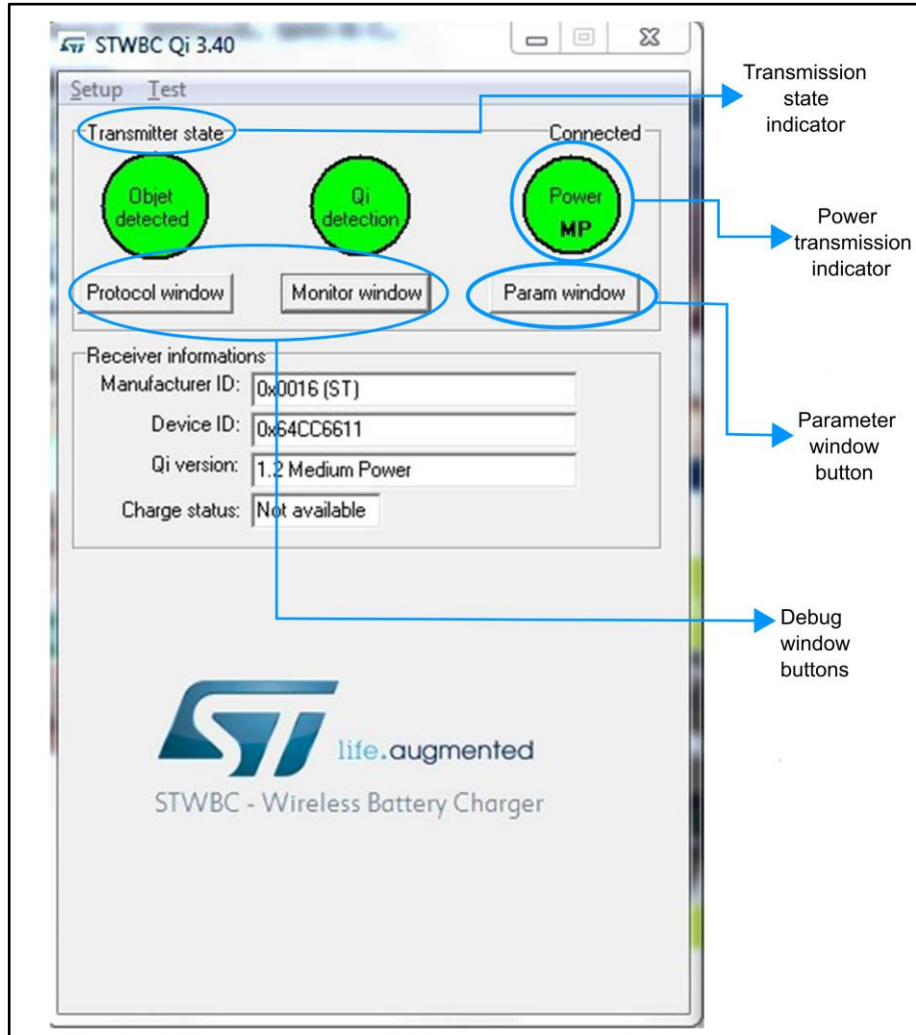 STWBC Qi 3.40
Setup Test
Transmitter state
Connected
Objet
detected
Qi
detection
Power
MP
Protocol window
Monitor window
Param window
Receiver informations
Manufacturer ID: 0x0016 (ST)
Device ID: 0x64CC6611
Qi version: 1.2 Medium Power
Charge status: Not available
ST
life.augmented
STWBC - Wireless Battery Charger
Transmission
state
indicator
Power
transmission
indicator
Parameter
window
button
Debug
window
buttons